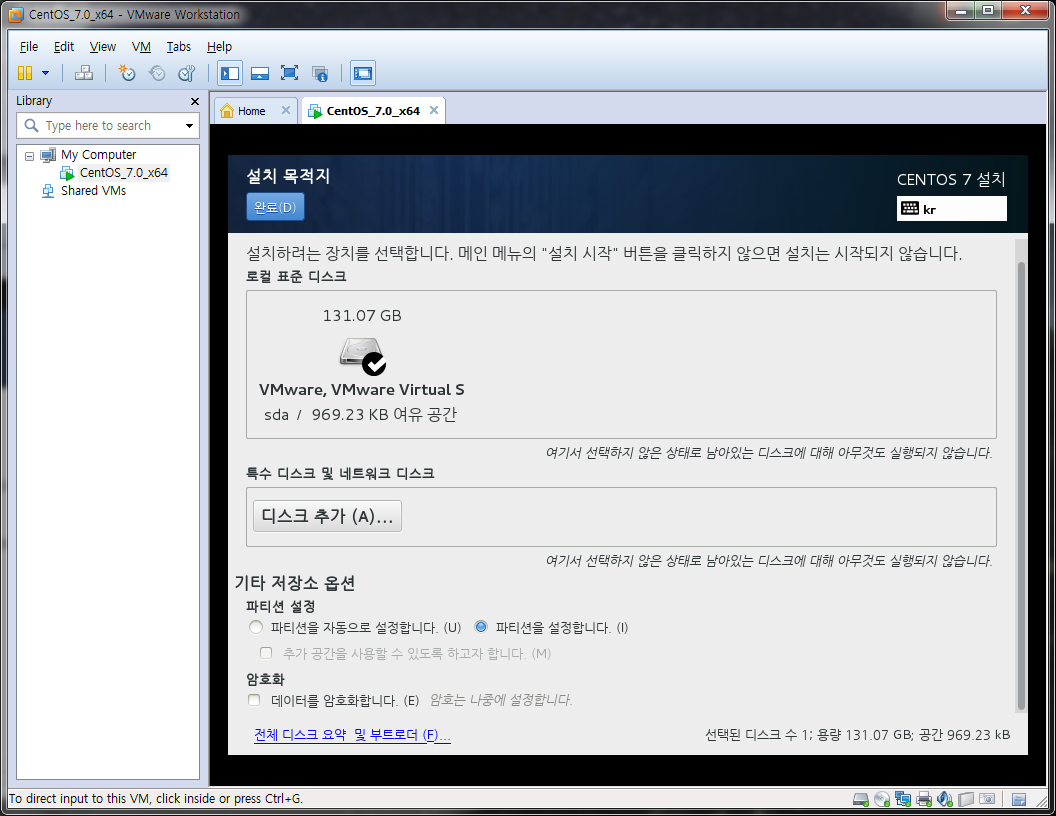 CentOS_7.0_x64 - VMware Workstation
File Edit View VM Tabs Help
Library
Type here to search
My Computer
CentOS_7.0_x64
Shared VMs
Home
CentOS_7.0_x64
설치 목적지
완료(D)
CENTOS 7 설치
kr
설치하려는 장치를 선택합니다. 메인 메뉴의 "설치 시작" 버튼을 클릭하지 않으면 설치는 시작되지 않습니다.
로컬 표준 디스크
131.07 GB
VMware, VMware Virtual S
sda / 969.23 KB 여유 공간
여기서 선택하지 않은 상태로 남아있는 디스크에 대해 아무것도 실행되지 않습니다.
특수 디스크 및 네트워크 디스크
디스크 추가 (A)...
여기서 선택하지 않은 상태로 남아있는 디스크에 대해 아무것도 실행되지 않습니다.
기타 저장소 옵션
파티션 설정
파티션을 자동으로 설정합니다. (U) 파티션을 설정합니다. (I)
추가 공간을 사용할 수 있도록 하고자 합니다. (M)
암호화
데이터를 암호화합니다. (E) 암호는 나중에 설정합니다.
전체 디스크 요약 및 부트로더 (F)...
선택된 디스크 수 1; 용량 131.07 GB; 공간 969.23 kB
To direct input to this VM, click inside or press Ctrl+G.